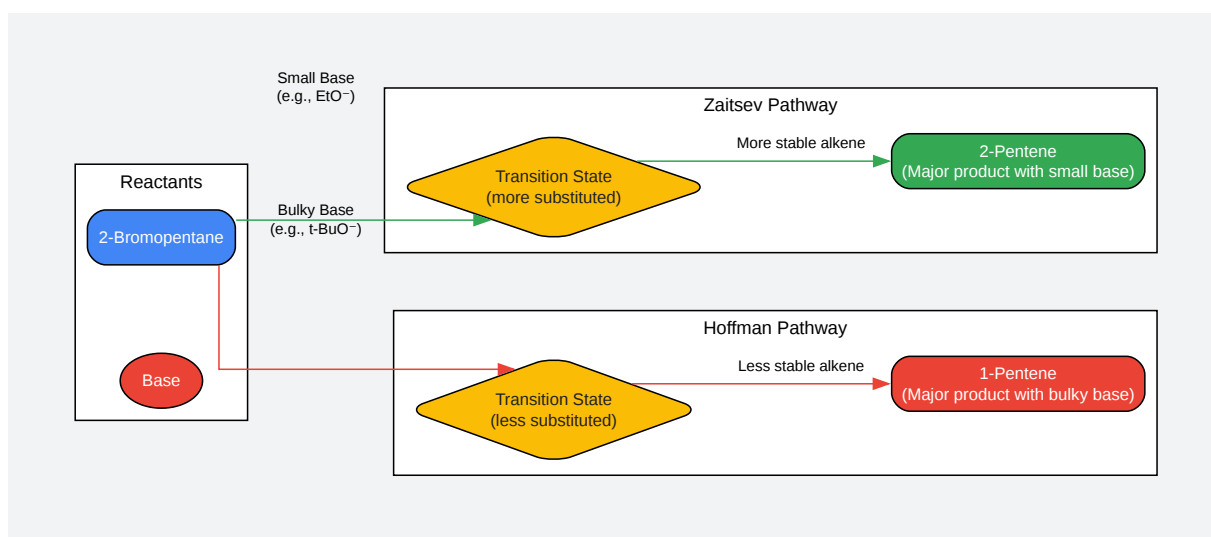 Reactants
2-Bromopentane
Base
Small Base
(e.g., EtO⁻)
Bulky Base
(e.g., t-BuO⁻)
Zaitsev Pathway
Transition State
(more substituted)
More stable alkene
2-Pentene
(Major product with small base)
Hoffman Pathway
Transition State
(less substituted)
Less stable alkene
1-Pentene
(Major product with bulky base)